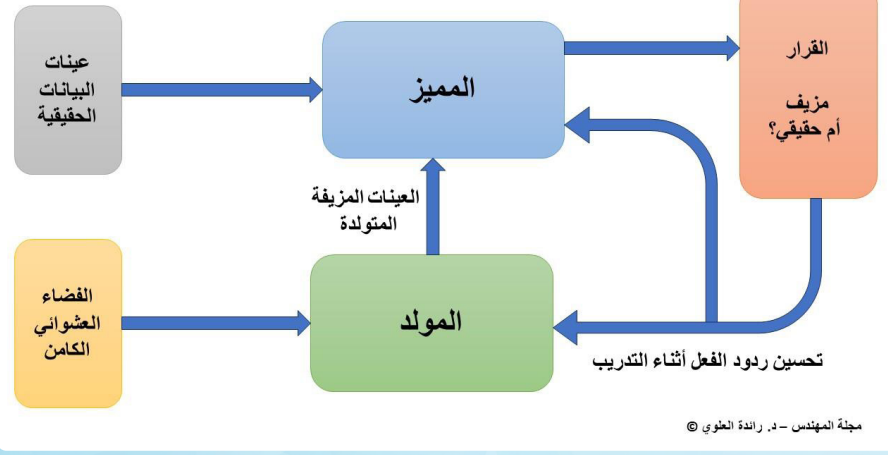 القرار
مزيف
أم حقيقي؟
المميز
عينات
البيانات
الحقيقية
العينات المزيفة
المتولدة
المولد
الفضاء
العشوائي
الكامن
تحسين ردود الفعل أثناء التدريب
مجلة المهندس – د. رائدة العلوي ©